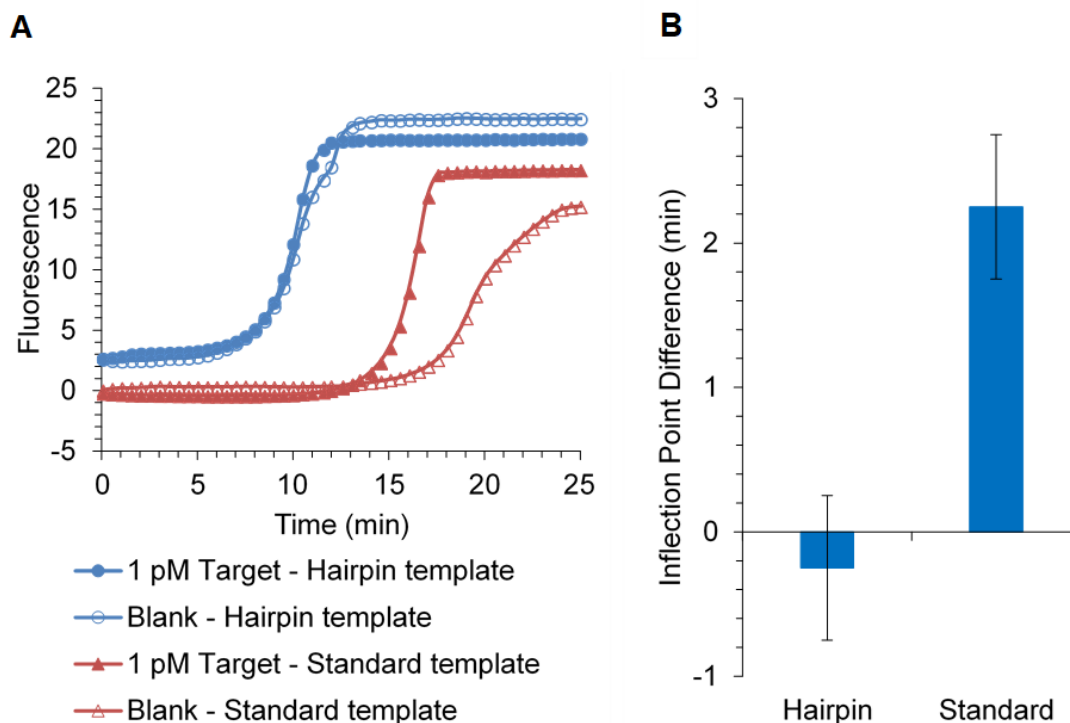 A
B
25
20
15
10
5
0
-5
Fluorescence
0
5
10
15
20
25
Time (min)
1 pM Target - Hairpin template
Blank - Hairpin template
1 pM Target - Standard template
Blank - Standard template
3
2
1
0
-1
Inflection Point Difference (min)
Hairpin
Standard